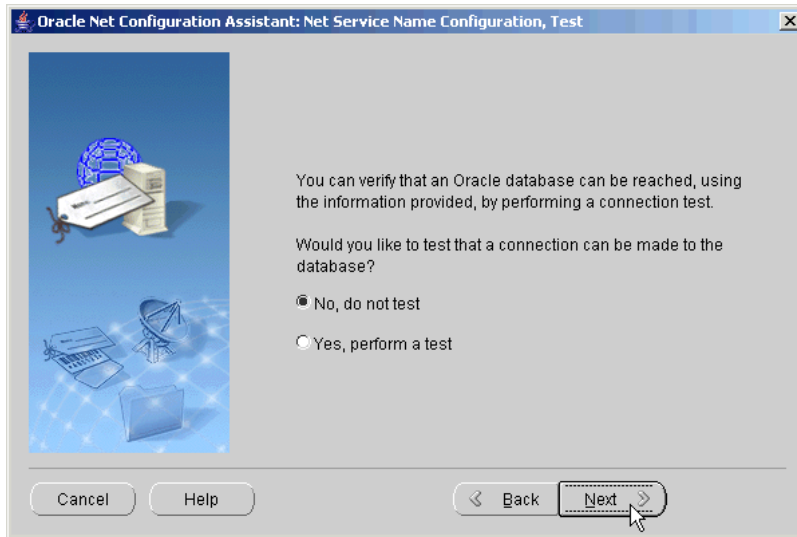 Oracle Net Configuration Assistant: Net Service Name Configuration, Test
You can verify that an Oracle database can be reached, using
the information provided, by performing a connection test.
Would you like to test that a connection can be made to the
database?
No, do not test
Yes, perform a test
Cancel
Help
Back
Next